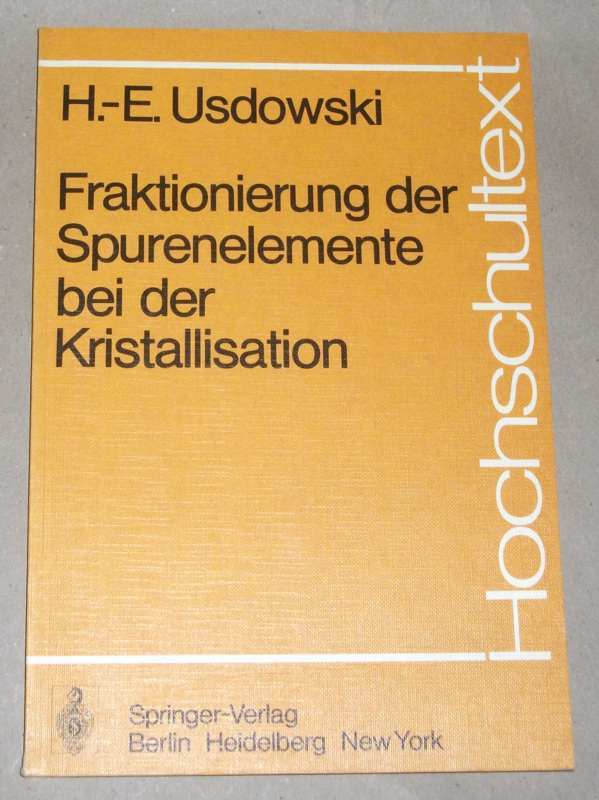 H.-E. Usdowski
Fraktionierung der
Spurenelemente
bei der
Kristallisation
Hochschultext
Springer-Verlag
Berlin Heidelberg New York